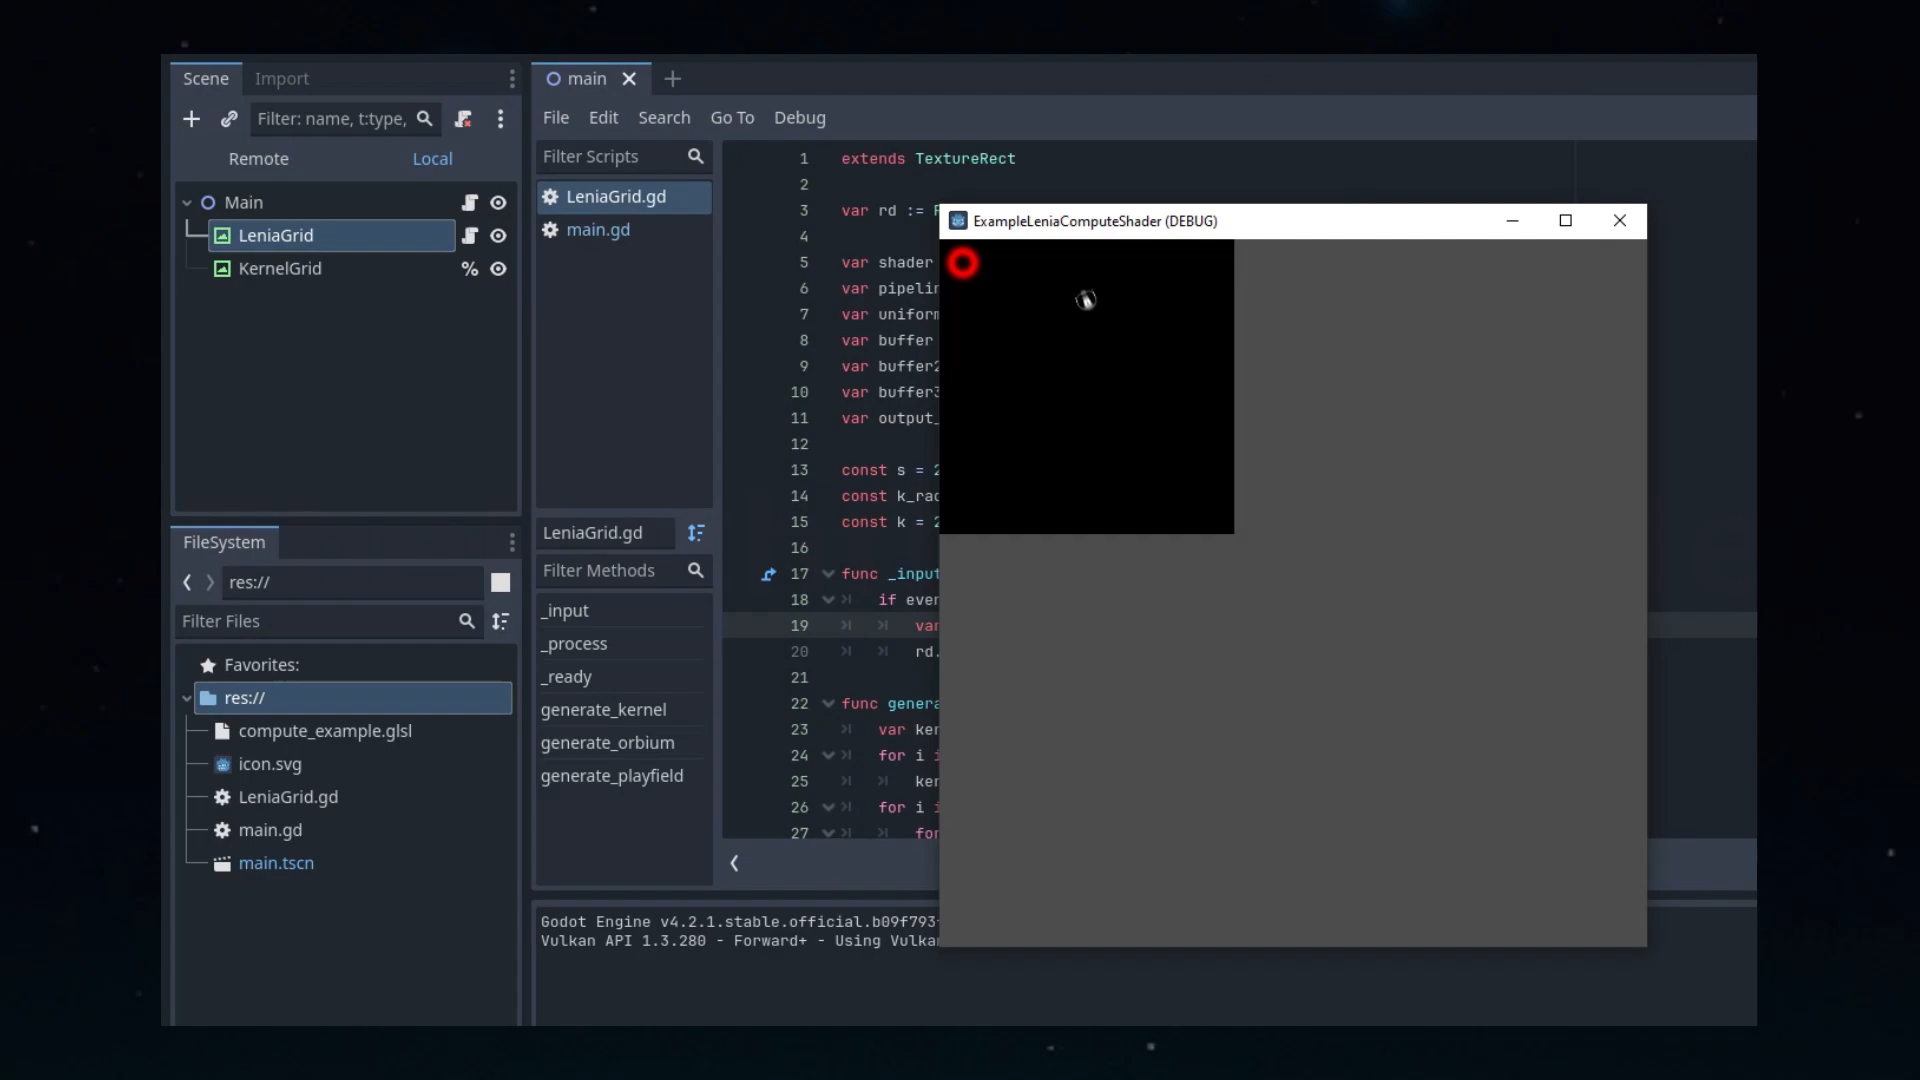 Scene Import
Filter: name, t:type,
Remote Local
Main
LeniaGrid
KernelGrid
%
FileSystem
res://
Filter Files
Favorites:
res://
compute_example.glsl
icon.svg
LeniaGrid.gd
main.gd
main.tscn
main
File Edit Search Go To Debug
Filter Scripts
LeniaGrid.gd
main.gd
LeniaGrid.gd
Filter Methods
_input
_process
_ready
generate_kernel
generate_orbium
generate_playfield
1 extends TextureRect
2
3 var rd :=
4
5 var shader
6 var pipelin
7 var uniform
8 var buffer
9 var buffer2
10 var buffer3
11 var output_
12
13 const s = 2
14 const k_rad
15 const k = 2
16
17 func _input
18 if even
19 var
20 rd.
21
22 func genera
23 var ker
24 for i i
25 ker
26 for i i
27 for
ExampleLeniaComputeShader (DEBUG)
Godot Engine v4.2.1.stable.official.b09f793
Vulkan API 1.3.280 - Forward+ - Using Vulka